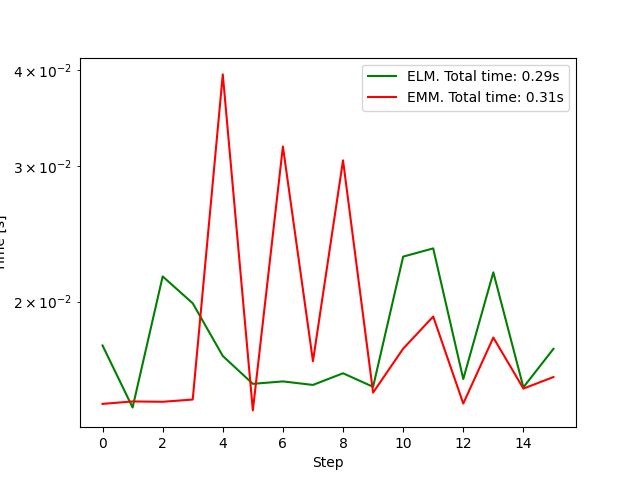 4 × 10⁻²
3 × 10⁻²
2 × 10⁻²
Time [s]
0 2 4 6 8 10 12 14
Step
ELM. Total time: 0.29s
EMM. Total time: 0.31s